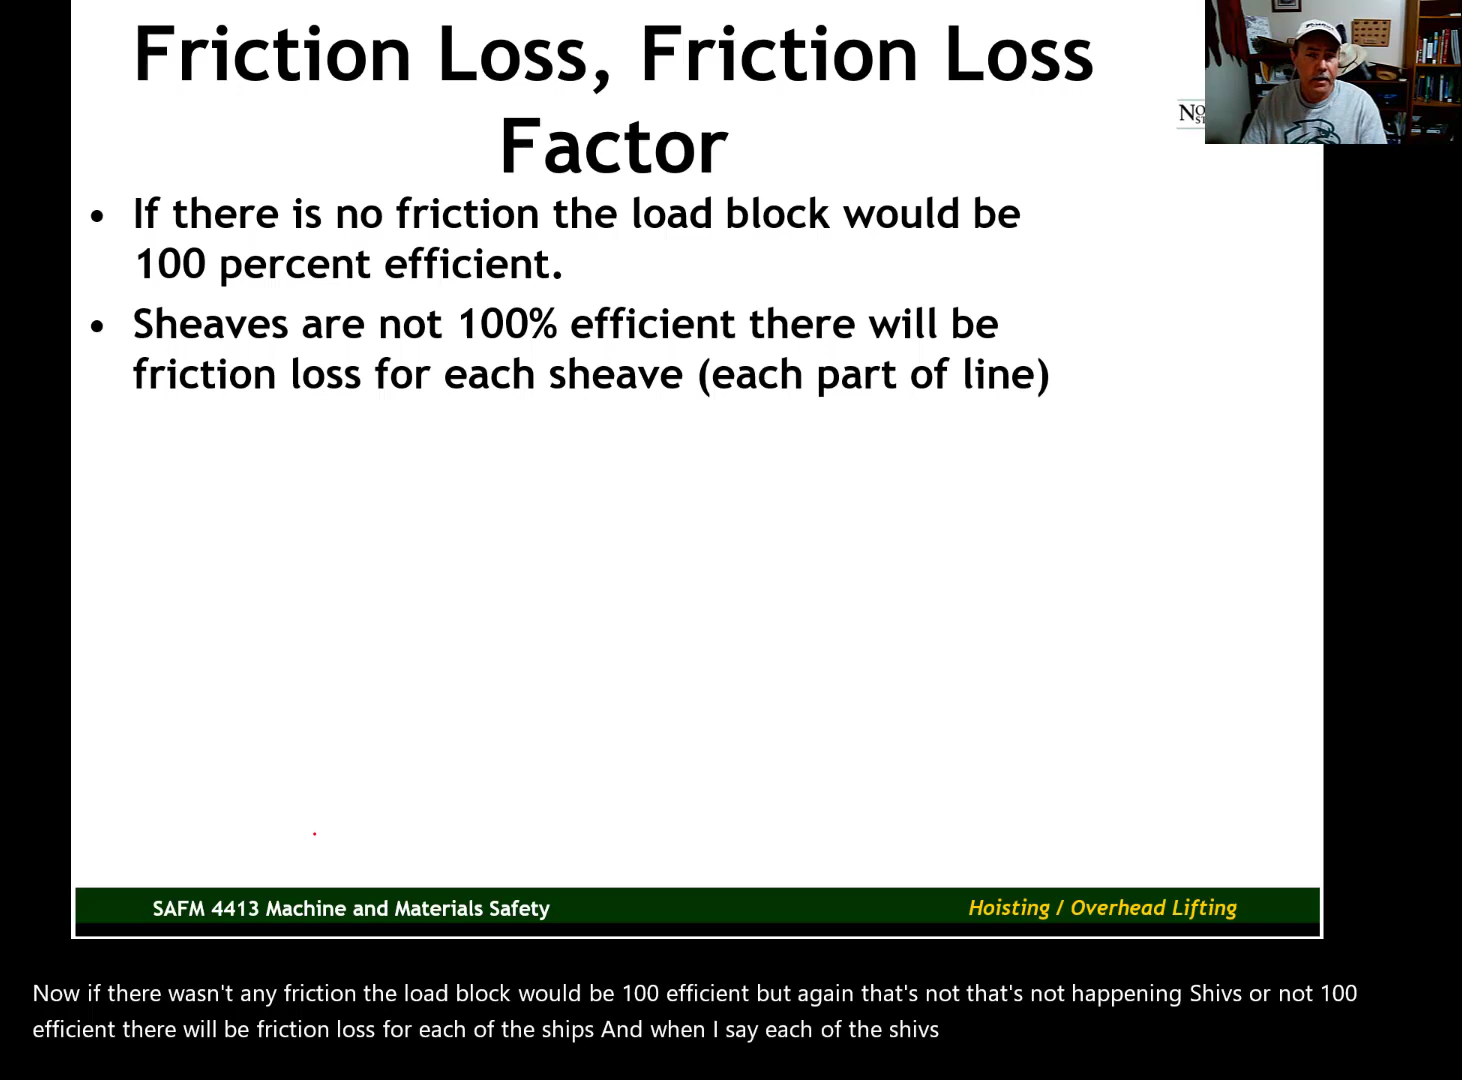 Friction Loss, Friction Loss
Factor
• If there is no friction the load block would be
100 percent efficient.
• Sheaves are not 100% efficient there will be
friction loss for each sheave (each part of line)
SAFM 4413 Machine and Materials Safety
Hoisting / Overhead Lifting
Now if there wasn't any friction the load block would be 100 efficient but again that's not that's not happening Shivs or not 100
efficient there will be friction loss for each of the ships And when I say each of the shivs